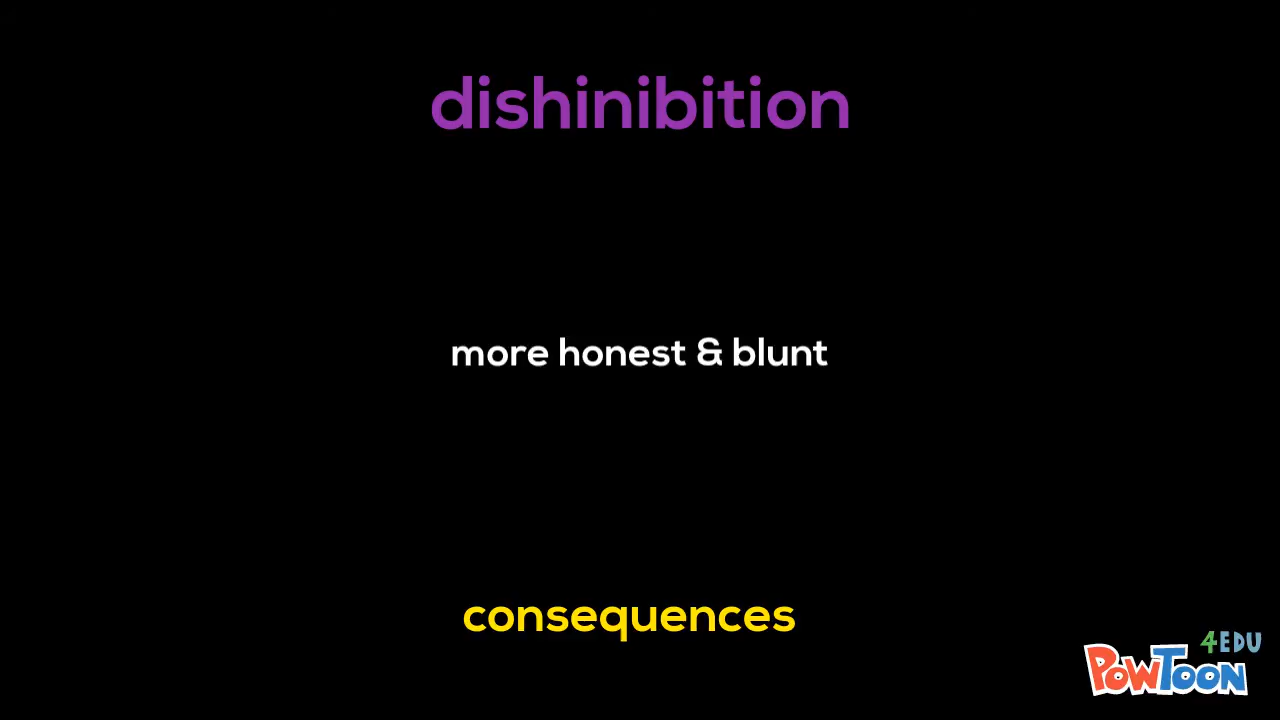 dishinibition
more honest & blunt
consequences
4EDU
POWTOON